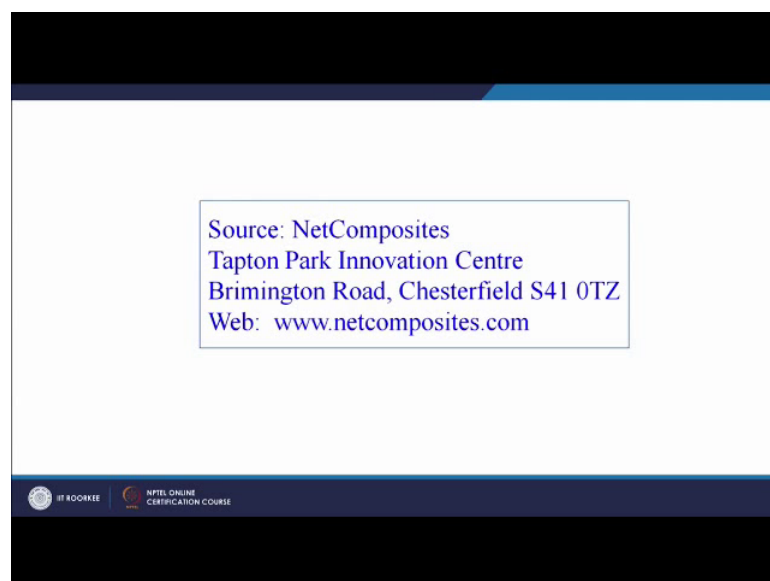 Source: NetComposites
Tapton Park Innovation Centre
Brimington Road, Chesterfield S41 0TZ
Web: www.netcomposites.com
IIT ROORKEE
NPTEL ONLINE
CERTIFICATION COURSE